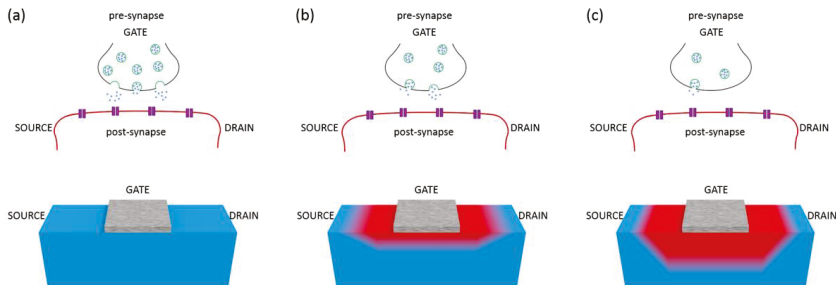 (a)
pre-synapse
GATE
SOURCE
DRAIN
post-synapse
GATE
SOURCE
DRAIN
(b)
pre-synapse
GATE
SOURCE
DRAIN
post-synapse
GATE
SOURCE
DRAIN
(c)
pre-synapse
GATE
SOURCE
DRAIN
post-synapse
GATE
SOURCE
DRAIN